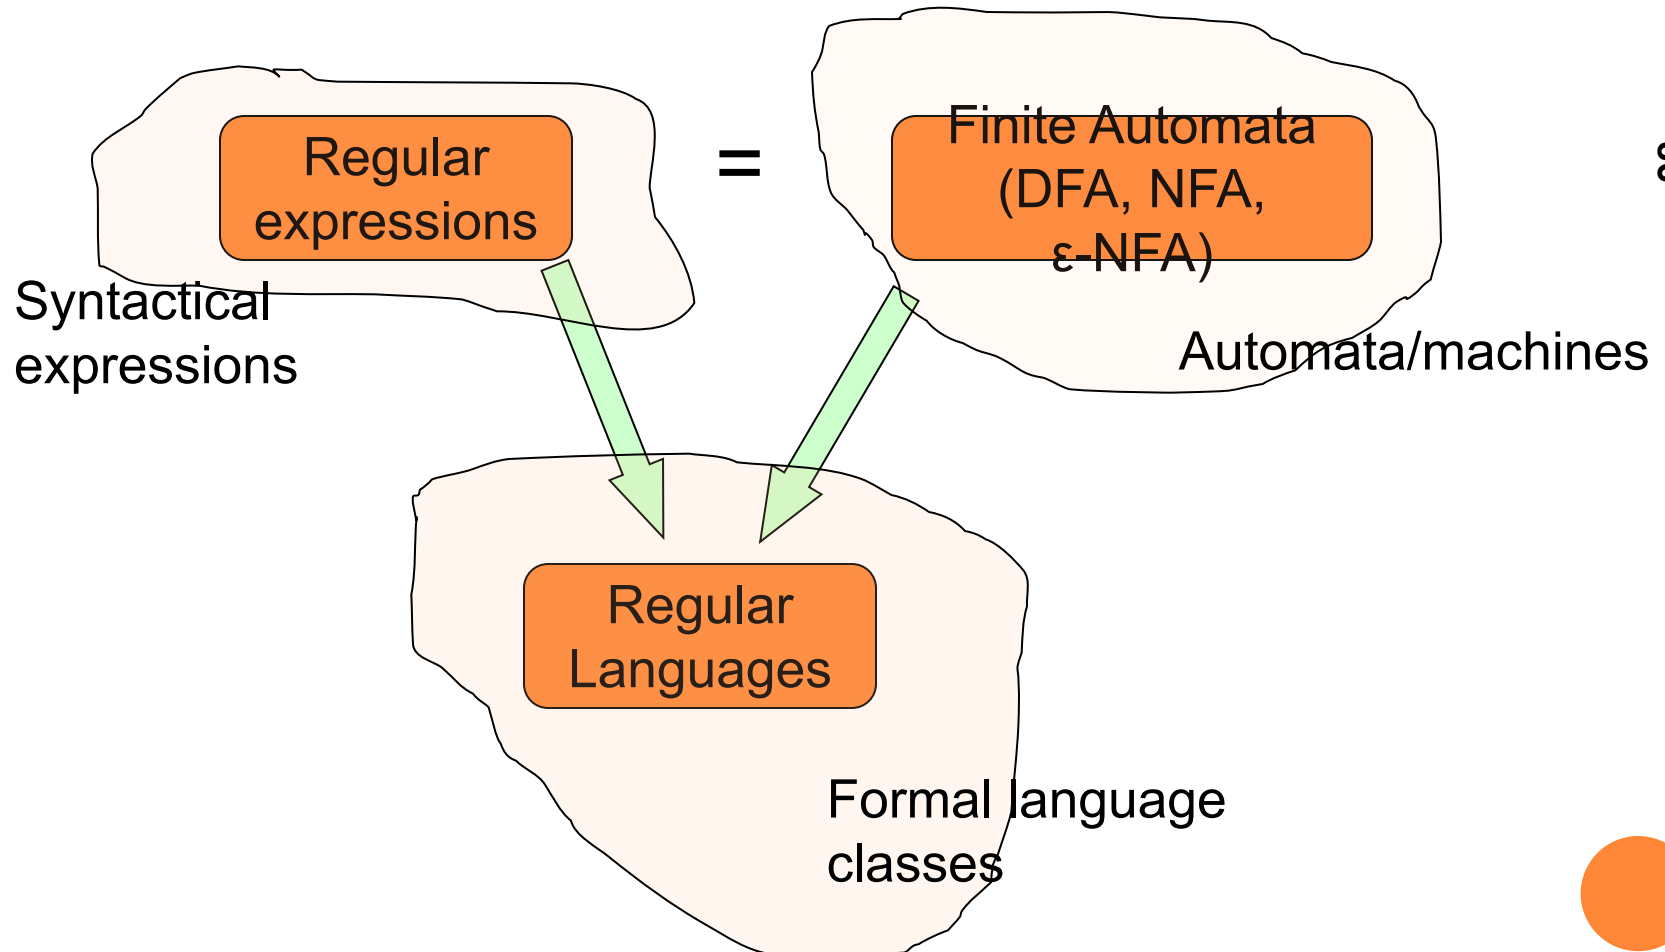 Regular
expressions
=
Finite Automata
(DFA, NFA,
ε-NFA)
ε
Syntactical
expressions
Automata/machines
Regular
Languages
Formal language
classes